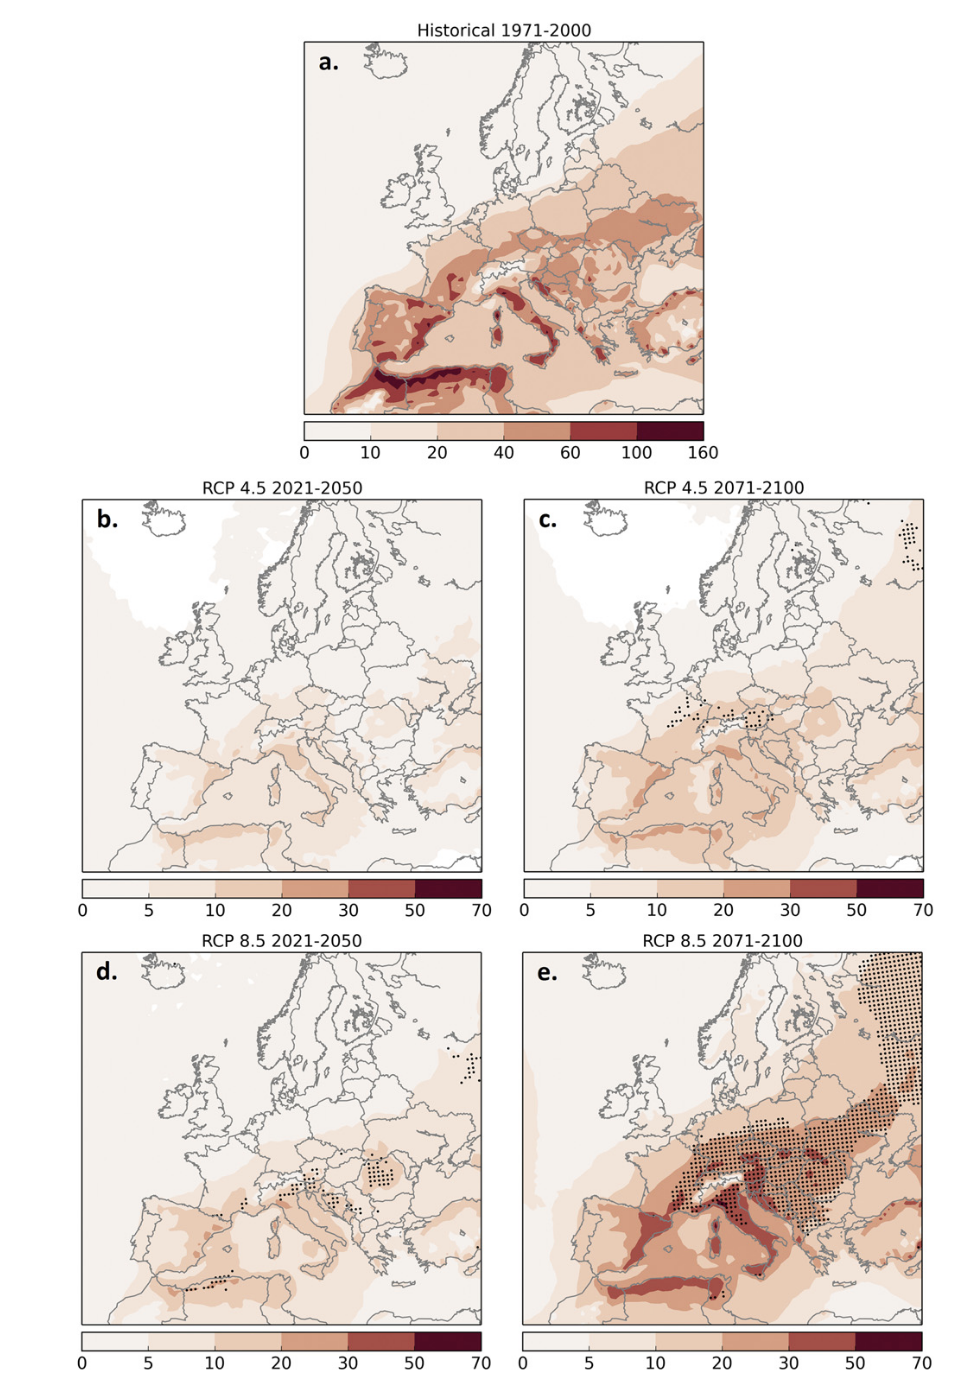 Historical 1971-2000
a.
0 10 20 40 60 100 160
RCP 4.5 2021-2050
b.
0 5 10 20 30 50 70
RCP 4.5 2071-2100
c.
0 5 10 20 30 50 70
RCP 8.5 2021-2050
d.
0 5 10 20 30 50 70
RCP 8.5 2071-2100
e.
0 5 10 20 30 50 70